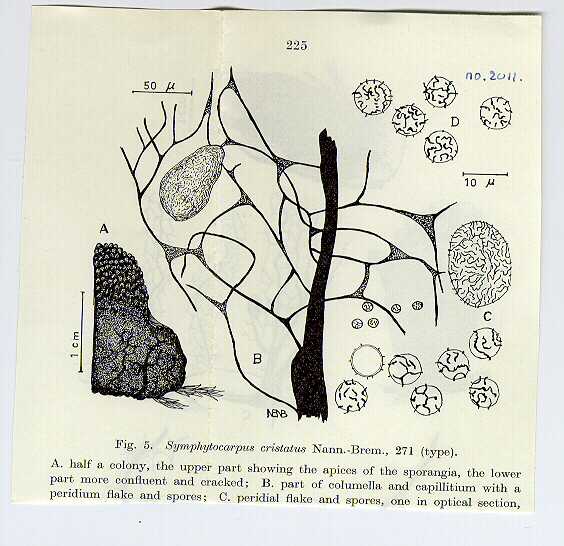 225
50 μ
no. 2011.
D
10 μ
A
C
1 cm
B
NBNB
Fig. 5. Symphytocarpus cristatus Nann.-Brem., 271 (type).
A. half a colony, the upper part showing the apices of the sporangia, the lower
part more confluent and cracked; B. part of columella and capillitium with a
peridium flake and spores; C. peridial flake and spores, one in optical section,